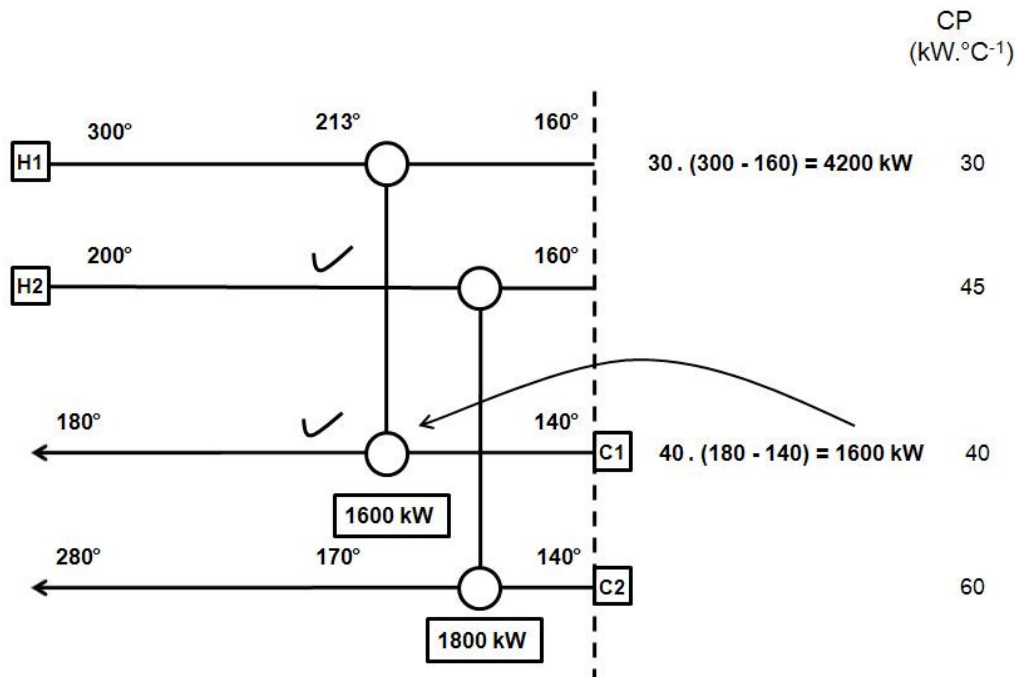 CP
(kW.°C⁻¹)
300° 213° 160°
H1 30 . (300 - 160) = 4200 kW 30
200° 160°
H2 45
180° 140°
C1 40 . (180 - 140) = 1600 kW 40
1600 kW
280° 170° 140°
C2 60
1800 kW